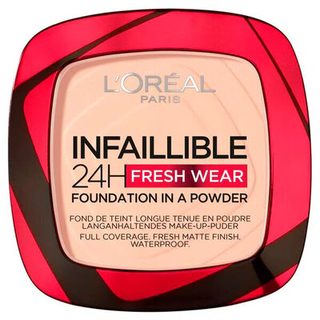 L'ORÉAL
PARIS
INFAILLIBLE
24H FRESH WEAR
FOUNDATION IN A POWDER
FOND DE TEINT LONGUE TENUE EN POUDRE
LANGANHALTENDES MAKE-UP-PUDER
FULL COVERAGE. FRESH MATTE FINISH.
WATERPROOF.